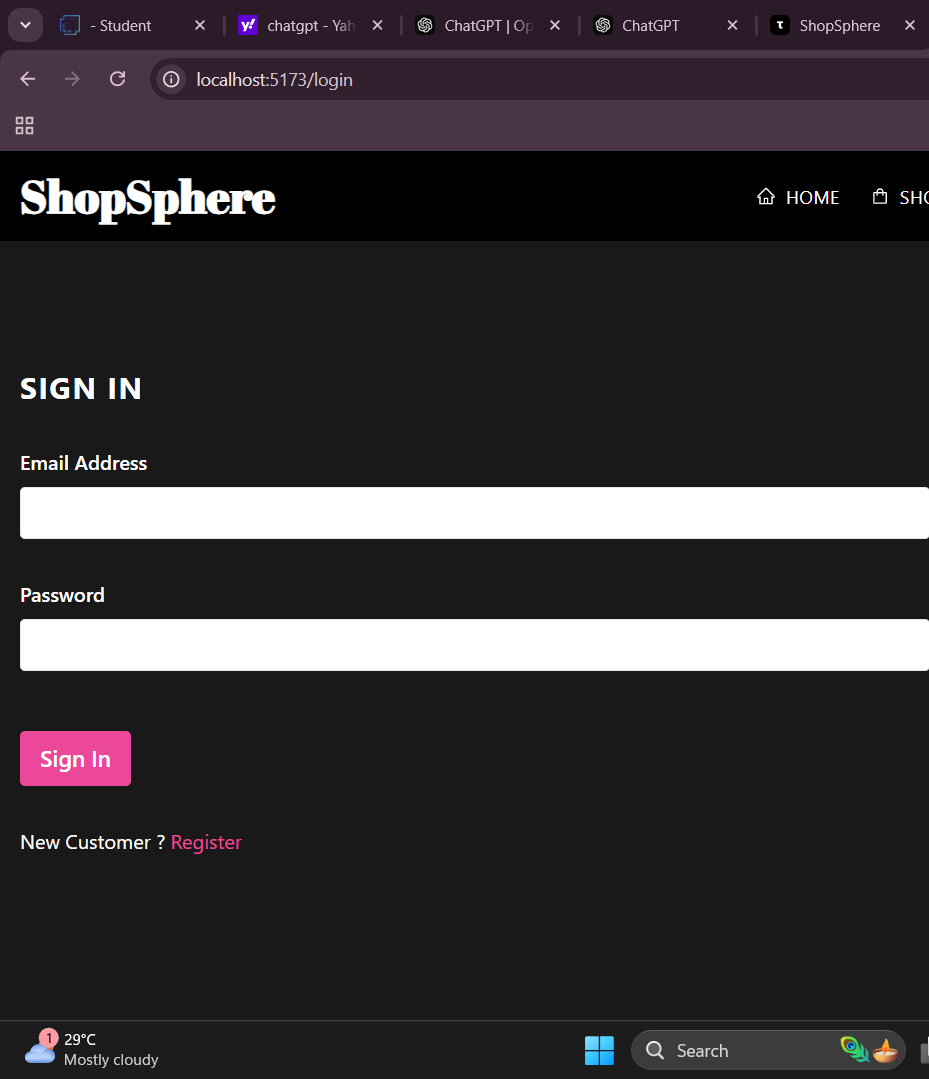 - Student
chatgpt - Yah
ChatGPT | Op
ChatGPT
ShopSphere
localhost:5173/login
ShopSphere
HOME
SHO
SIGN IN
Email Address
Password
Sign In
New Customer ? Register
1
29°C
Mostly cloudy
Search